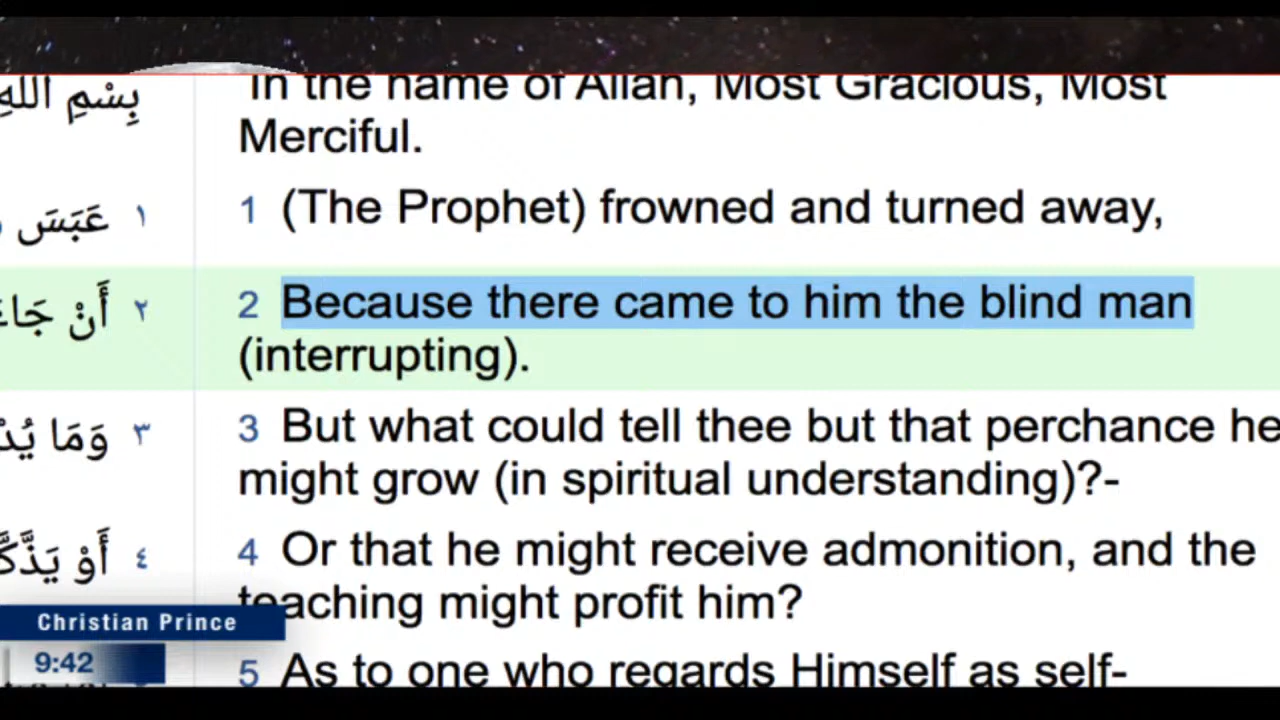 بِسْمِ اللَّهِ
In the name of Allah, Most Gracious, Most
Merciful.
١ عَبَسَ
1 (The Prophet) frowned and turned away,
٢ أَنْ
2 Because there came to him the blind man
(interrupting).
٣ وَمَا
3 But what could tell thee but that perchance he
might grow (in spiritual understanding)?-
٤ أَوْ
4 Or that he might receive admonition, and the
teaching might profit him?
Christian Prince
9:42
5 As to one who regards Himself as self-